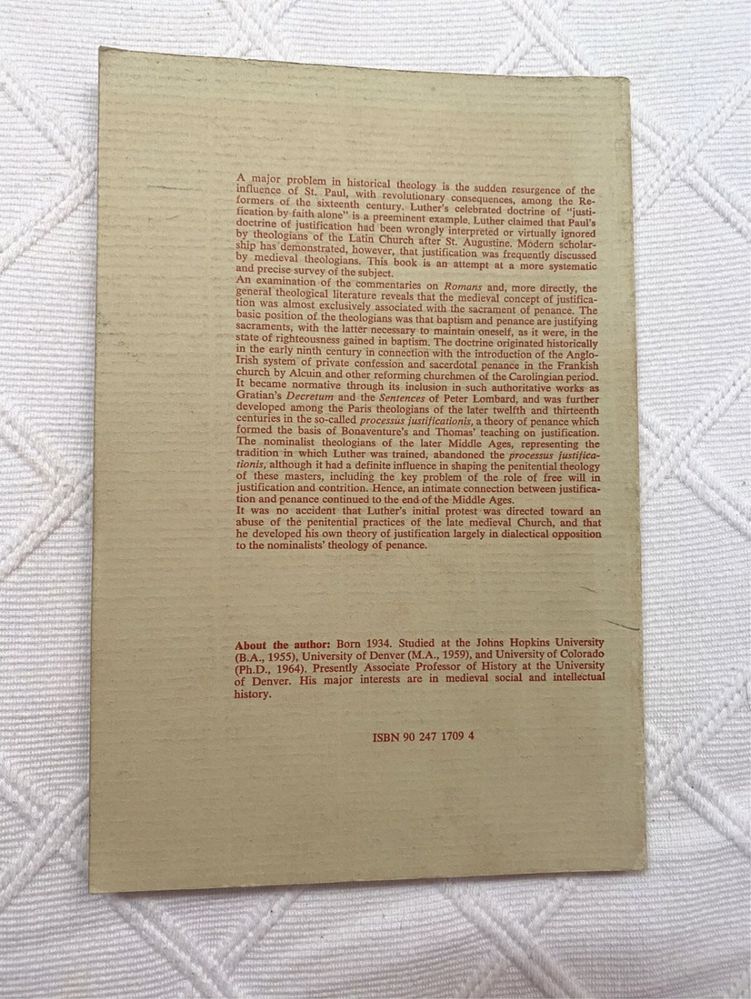 A major problem in historical theology is the sudden resurgence of the
influence of St. Paul, with revolutionary consequences, among the Re-
formers of the sixteenth century. Luther's celebrated doctrine of "justi-
fication by faith alone" is a preeminent example. Luther claimed that Paul's
doctrine of justification had been wrongly interpreted or virtually ignored
by theologians of the Latin Church after St. Augustine. Modern scholar-
ship has demonstrated, however, that justification was frequently discussed
by medieval theologians. This book is an attempt at a more systematic
and precise survey of the subject.
An examination of the commentaries on Romans and, more directly, the
general theological literature reveals that the medieval concept of justifica-
tion was almost exclusively associated with the sacrament of penance. The
basic position of the theologians was that baptism and penance are justifying
sacraments, with the latter necessary to maintain oneself, as it were, in the
state of righteousness gained in baptism. The doctrine originated historically
in the early ninth century in connection with the introduction of the Anglo-
Irish system of private confession and sacerdotal penance in the Frankish
church by Alcuin and other reforming churchmen of the Carolingian period.
It became normative through its inclusion in such authoritative works as
Gratian's Decretum and the Sentences of Peter Lombard, and was further
developed among the Paris theologians of the later twelfth and thirteenth
centuries in the so-called processus justificationis, a theory of penance which
formed the basis of Bonaventure's and Thomas' teaching on justification.
The nominalist theologians of the later Middle Ages, representing the
tradition in which Luther was trained, abandoned the processus justifica-
tionis, although it had a definite influence in shaping the penitential theology
of these masters, including the key problem of the role of free will in
justification and contrition. Hence, an intimate connection between justifica-
tion and penance continued to the end of the Middle Ages.
It was no accident that Luther's initial protest was directed toward an
abuse of the penitential practices of the late medieval Church, and that
he developed his own theory of justification largely in dialectical opposition
to the nominalists' theology of penance.
About the author: Born 1934. Studied at the Johns Hopkins University
(B.A., 1955), University of Denver (M.A., 1959), and University of Colorado
(Ph.D., 1964). Presently Associate Professor of History at the University
of Denver. His major interests are in medieval social and intellectual
history.
ISBN 90 247 1709 4